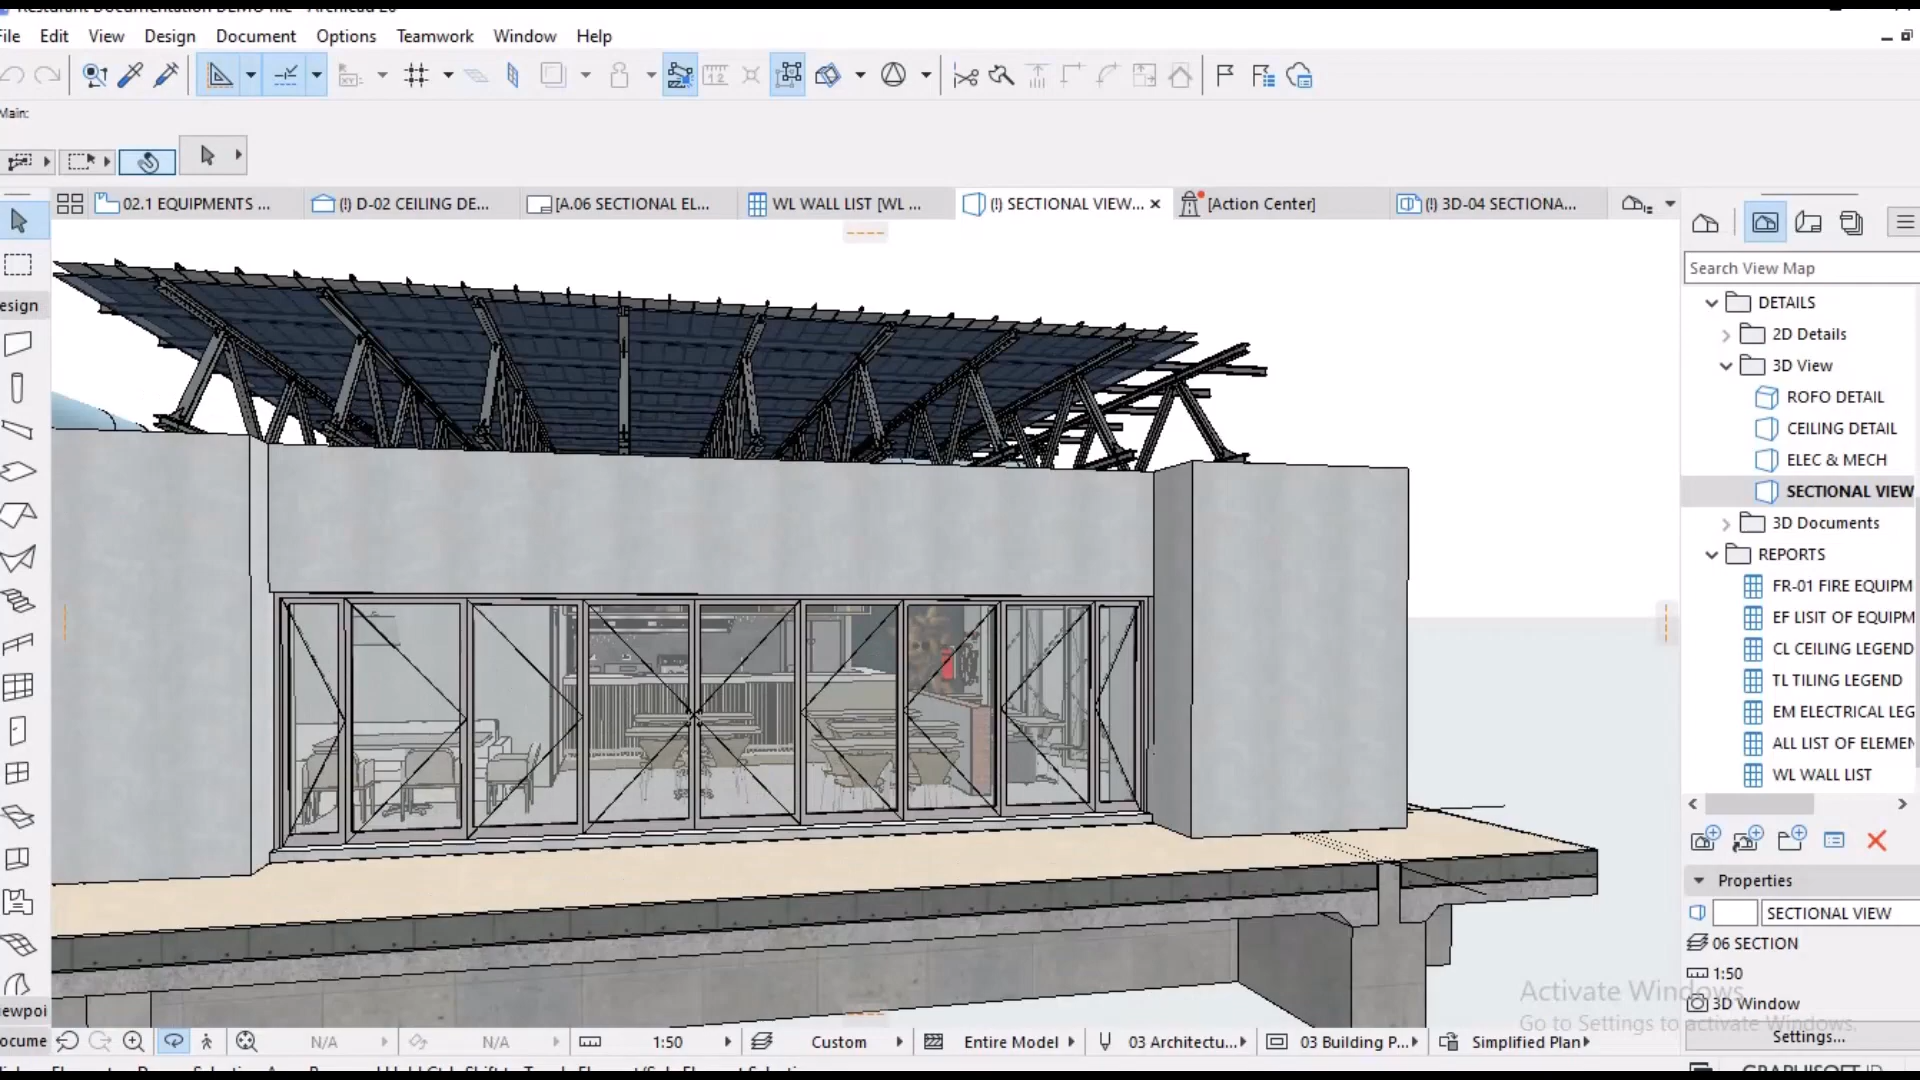 File Edit View Design Document Options Teamwork Window Help
Main:
02.1 EQUIPMENTS ... (!) D-02 CEILING DE... [A.06 SECTIONAL EL... WL WALL LIST [WL ... (!) SECTIONAL VIEW... [Action Center] (!) 3D-04 SECTIONA...
Search View Map
esign
DETAILS
2D Details
3D View
ROFO DETAIL
CEILING DETAIL
ELEC & MECH
SECTIONAL VIEW
3D Documents
REPORTS
FR-01 FIRE EQUIPM
EF LISIT OF EQUIPM
CL CEILING LEGEND
TL TILING LEGEND
EM ELECTRICAL LEG
ALL LIST OF ELEMEN
WL WALL LIST
Properties
SECTIONAL VIEW
06 SECTION
1:50
3D Window
Settings...
Activate Windows
Go to Settings to activate Windows.
ewpoi
ocume
N/A N/A 1:50 Custom Entire Model 03 Architectu... 03 Building P... Simplified Plan